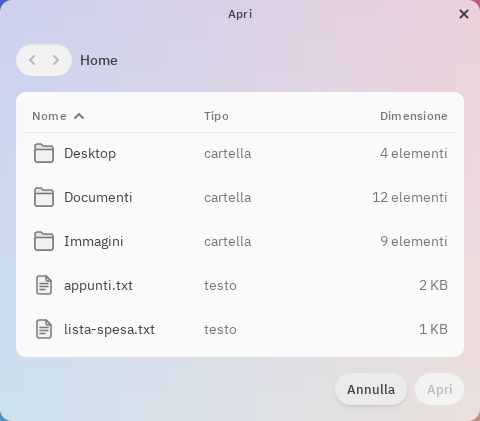 Apri
Home
Nome Tipo Dimensione
Desktop cartella 4 elementi
Documenti cartella 12 elementi
Immagini cartella 9 elementi
appunti.txt testo 2 KB
lista-spesa.txt testo 1 KB
Annulla Apri